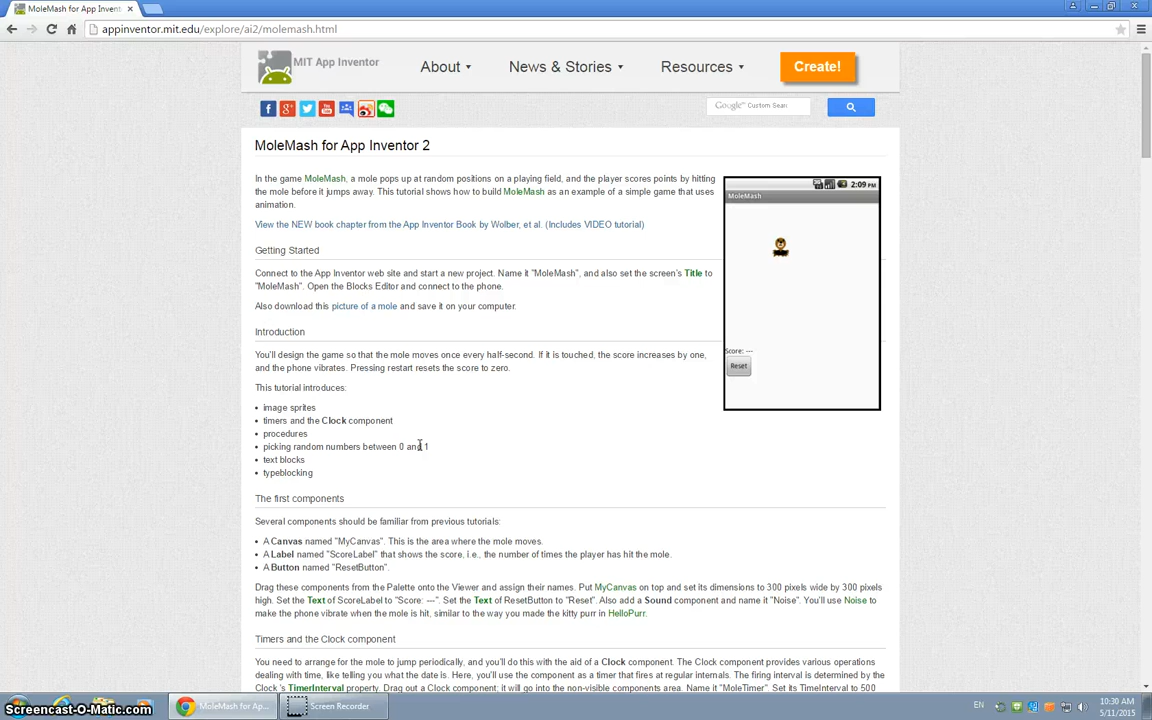 MoleMash for App Invent
appinventor.mit.edu/explore/ai2/molemash.html
MIT App Inventor
About
News & Stories
Resources
Create!
Google™ Custom Sear
MoleMash for App Inventor 2
In the game MoleMash, a mole pops up at random positions on a playing field, and the player scores points by hitting
the mole before it jumps away. This tutorial shows how to build MoleMash as an example of a simple game that uses
animation.
View the NEW book chapter from the App Inventor Book by Wolber, et al. (Includes VIDEO tutorial)
Getting Started
Connect to the App Inventor web site and start a new project. Name it "MoleMash", and also set the screen's Title to
"MoleMash". Open the Blocks Editor and connect to the phone.
Also download this picture of a mole and save it on your computer.
2:09 PM
MoleMash
Score: ---
Reset
Introduction
You'll design the game so that the mole moves once every half-second. If it is touched, the score increases by one,
and the phone vibrates. Pressing restart resets the score to zero.
This tutorial introduces:
• image sprites
• timers and the Clock component
• procedures
• picking random numbers between 0 and 1
• text blocks
• typeblocking
The first components
Several components should be familiar from previous tutorials:
• A Canvas named "MyCanvas". This is the area where the mole moves.
• A Label named "ScoreLabel" that shows the score, i.e., the number of times the player has hit the mole.
• A Button named "ResetButton".
Drag these components from the Palette onto the Viewer and assign their names. Put MyCanvas on top and set its dimensions to 300 pixels wide by 300 pixels
high. Set the Text of ScoreLabel to "Score: ---". Set the Text of ResetButton to "Reset". Also add a Sound component and name it "Noise". You'll use Noise to
make the phone vibrate when the mole is hit, similar to the way you made the kitty purr in HelloPurr.
Timers and the Clock component
You need to arrange for the mole to jump periodically, and you'll do this with the aid of a Clock component. The Clock component provides various operations
dealing with time, like telling you what the date is. Here, you'll use the component as a timer that fires at regular intervals. The firing interval is determined by the
Clock's TimerInterval property. Drag out a Clock component; it will go into the non-visible components area. Name it "MoleTimer". Set its TimeInterval to 500
MoleMash for Ap...
Screen Recorder
EN
10:30 AM
5/11/2015
Screencast-O-Matic.com